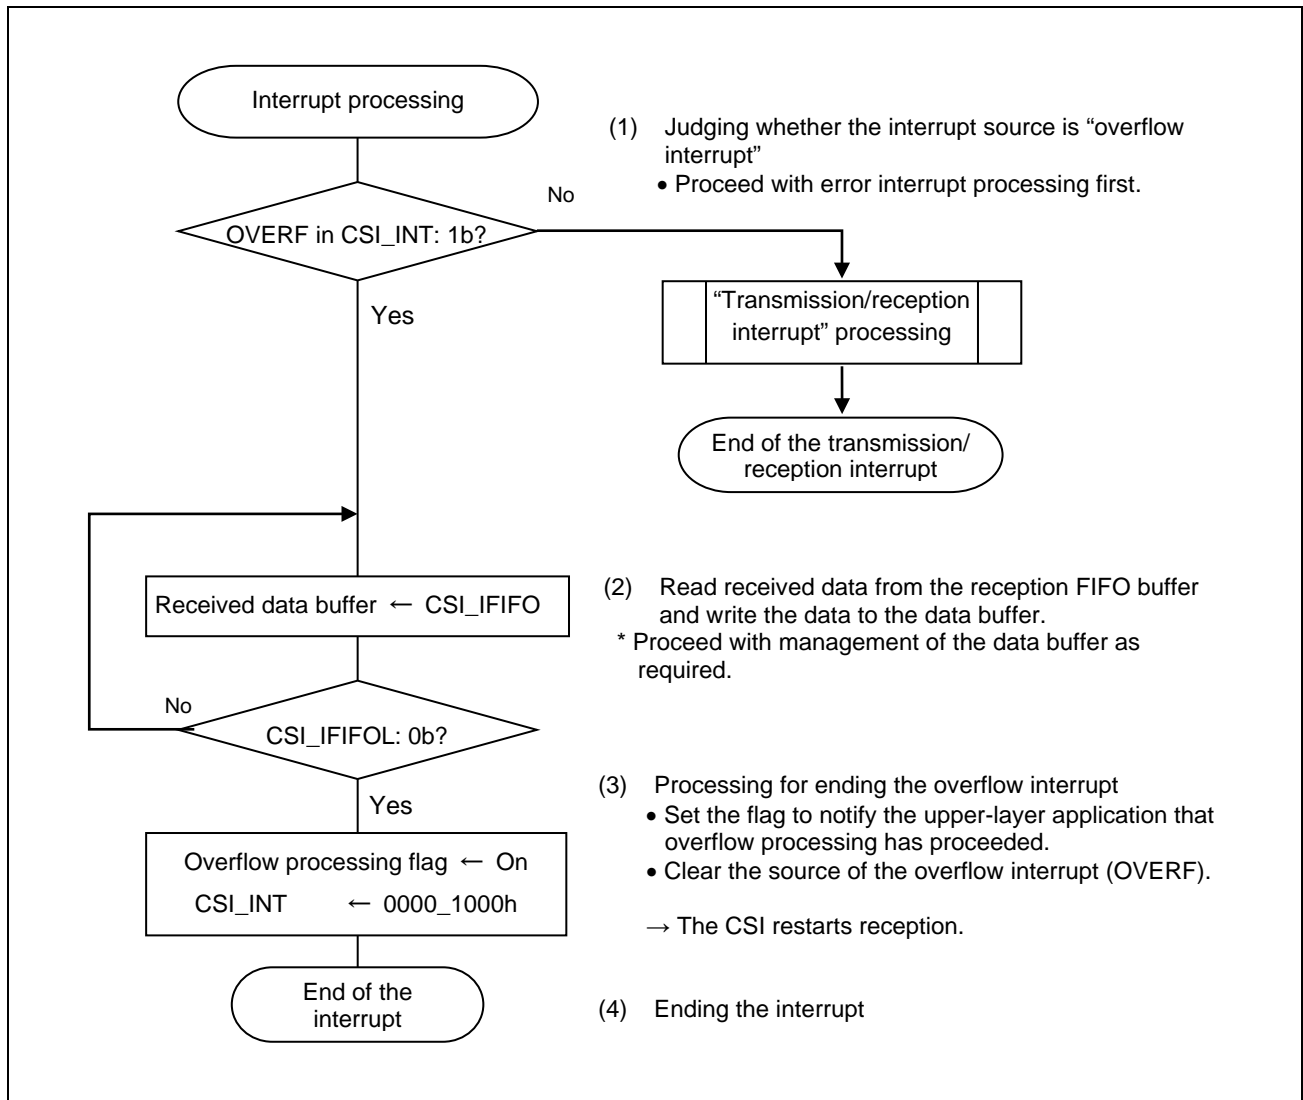 Interrupt processing
(1) Judging whether the interrupt source is “overflow
interrupt”
• Proceed with error interrupt processing first.
No
OVERF in CSI_INT: 1b?
Yes
“Transmission/reception
interrupt” processing
End of the transmission/
reception interrupt
Received data buffer ← CSI_IFIFO
(2) Read received data from the reception FIFO buffer
and write the data to the data buffer.
* Proceed with management of the data buffer as
required.
No
CSI_IFIFOL: 0b?
Yes
(3) Processing for ending the overflow interrupt
• Set the flag to notify the upper-layer application that
overflow processing has proceeded.
• Clear the source of the overflow interrupt (OVERF).
→ The CSI restarts reception.
Overflow processing flag ← On
CSI_INT ← 0000_1000h
End of the
interrupt
(4) Ending the interrupt